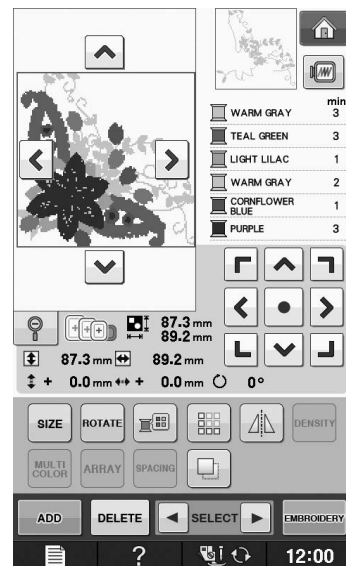 min
WARM GRAY 3
TEAL GREEN 3
LIGHT LILAC 1
WARM GRAY 2
CORNFLOWER
BLUE 1
PURPLE 3
87.3 mm
89.2 mm
87.3 mm 89.2 mm
+ 0.0 mm + 0.0 mm 0°
SIZE ROTATE DENSITY
MULTI
COLOR ARRAY SPACING
ADD DELETE SELECT EMBROIDERY
? 12:00